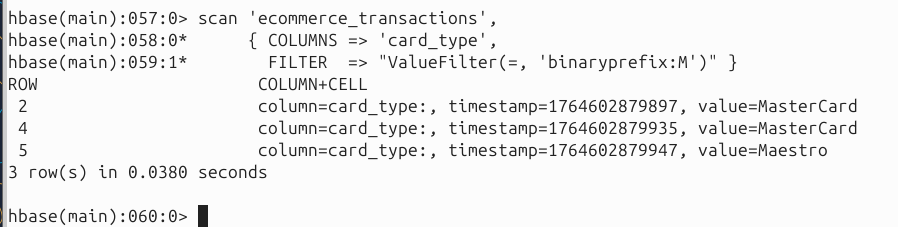 hbase(main):057:0> scan 'ecommerce_transactions',
hbase(main):058:0* { COLUMNS => 'card_type',
hbase(main):059:1* FILTER => "ValueFilter(=, 'binaryprefix:M')" }
ROW COLUMN+CELL
2 column=card_type:, timestamp=1764602879897, value=MasterCard
4 column=card_type:, timestamp=1764602879935, value=MasterCard
5 column=card_type:, timestamp=1764602879947, value=Maestro
3 row(s) in 0.0380 seconds
hbase(main):060:0>